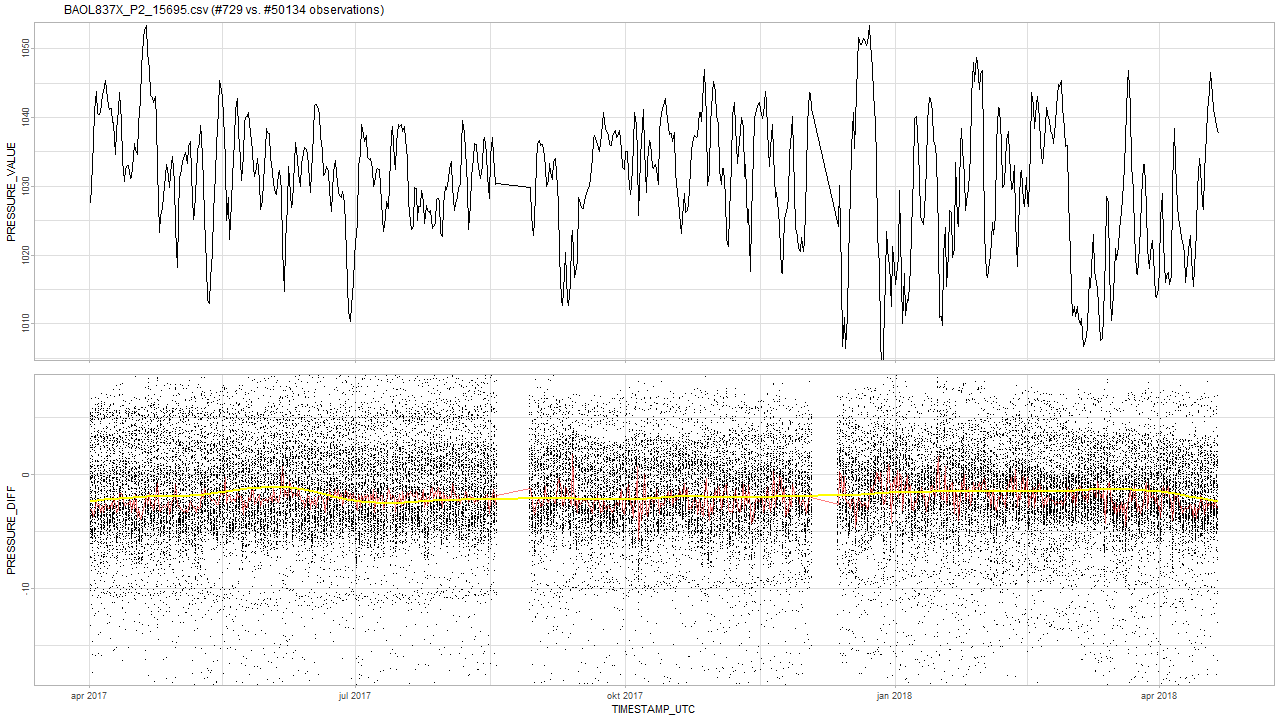 BAOL837X_P2_15695.csv (#729 vs. #50134 observations)
PRESSURE_VALUE
1050
1040
1030
1020
1010
PRESSURE_DIFF
0
-10
apr 2017
jul 2017
okt 2017
jan 2018
apr 2018
TIMESTAMP_UTC